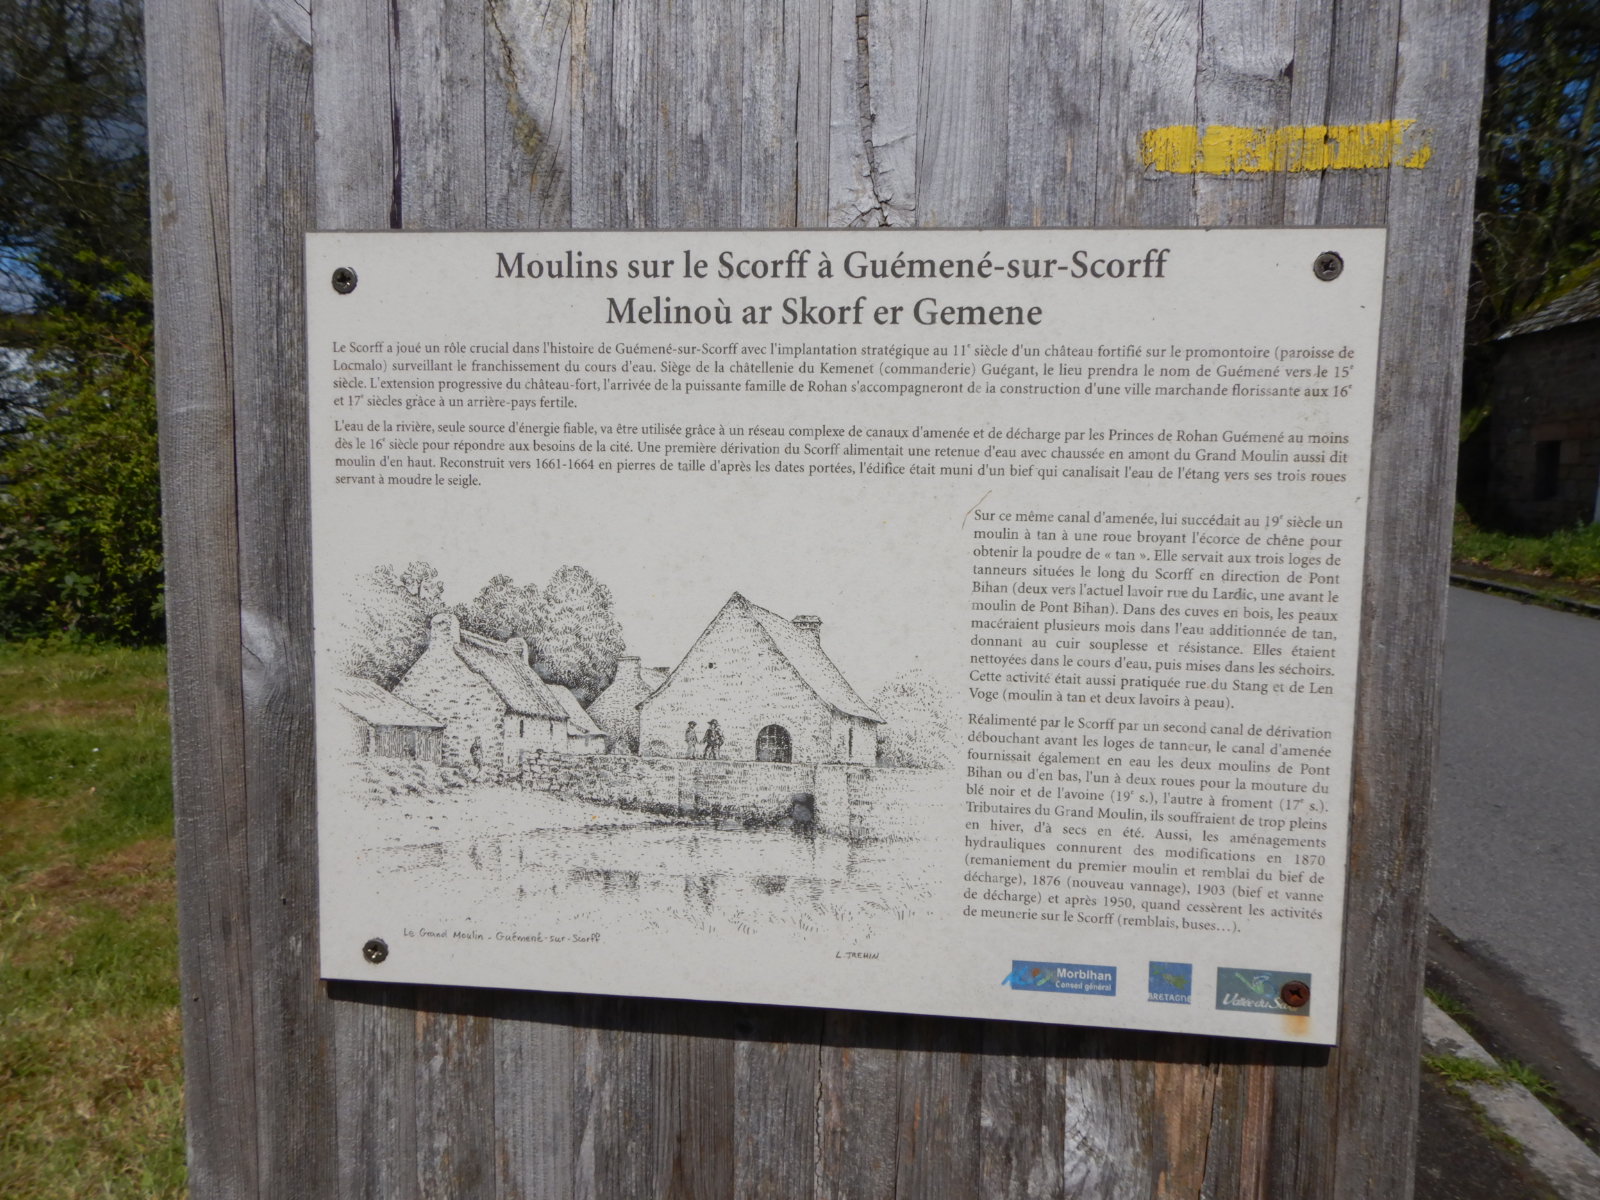 Moulins sur le Scorff à Guémené-sur-Scorff
Melinoù ar Skorf er Gemene
Le Scorff a joué un rôle crucial dans l'histoire de Guémené-sur-Scorff avec l'implantation stratégique au 11e siècle d'un château fortifié sur le promontoire (paroisse de
Locmalo) surveillant le franchissement du cours d'eau. Siège de la châtellenie du Kemenet (commanderie) Guégant, le lieu prendra le nom de Guémené vers le 15e
siècle. L'extension progressive du château-fort, l'arrivée de la puissante famille de Rohan s'accompagneront de la construction d'une ville marchande florissante aux 16e
et 17e siècles grâce à un arrière-pays fertile.
L'eau de la rivière, seule source d'énergie fiable, va être utilisée grâce à un réseau complexe de canaux d'amenée et de décharge par les Princes de Rohan Guémené au moins
dès le 16e siècle pour répondre aux besoins de la cité. Une première dérivation du Scorff alimentait une retenue d'eau avec chaussée en amont du Grand Moulin aussi dit
moulin d'en haut. Reconstruit vers 1661-1664 en pierres de taille d'après les dates portées, l'édifice était muni d'un bief qui canalisait l'eau de l'étang vers ses trois roues
servant à moudre le seigle.
Sur ce même canal d'amenée, lui succédait au 19e siècle un
moulin à tan à une roue broyant l'écorce de chêne pour
obtenir la poudre de « tan ». Elle servait aux trois loges de
tanneurs situées le long du Scorff en direction de Pont
Bihan (deux vers l'actuel lavoir rue du Lardic, une avant le
moulin de Pont Bihan). Dans des cuves en bois, les peaux
macéraient plusieurs mois dans l'eau additionnée de tan,
donnant au cuir souplesse et résistance. Elles étaient
nettoyées dans le cours d'eau, puis mises dans les séchoirs.
Cette activité était aussi pratiquée rue du Stang et de Len
Voge (moulin à tan et deux lavoirs à peau).
Réalimenté par le Scorff par un second canal de dérivation
débouchant avant les loges de tanneur, le canal d'amenée
fournissait également en eau les deux moulins de Pont
Bihan ou d'en bas, l'un à deux roues pour la mouture du
blé noir et de l'avoine (19e s.), l'autre à froment (17e s.).
Tributaires du Grand Moulin, ils souffraient de trop pleins
en hiver, d'à secs en été. Aussi, les aménagements
hydrauliques connurent des modifications en 1870
(remaniement du premier moulin et remblai du bief de
décharge), 1876 (nouveau vannage), 1903 (bief et vanne
de décharge) et après 1950, quand cessèrent les activités
de meunerie sur le Scorff (remblais, buses…).
Le Grand Moulin - Guémené-sur-Scorff
L. TREHIN
Morbihan
Conseil général
BRETAGNE
Vallée du